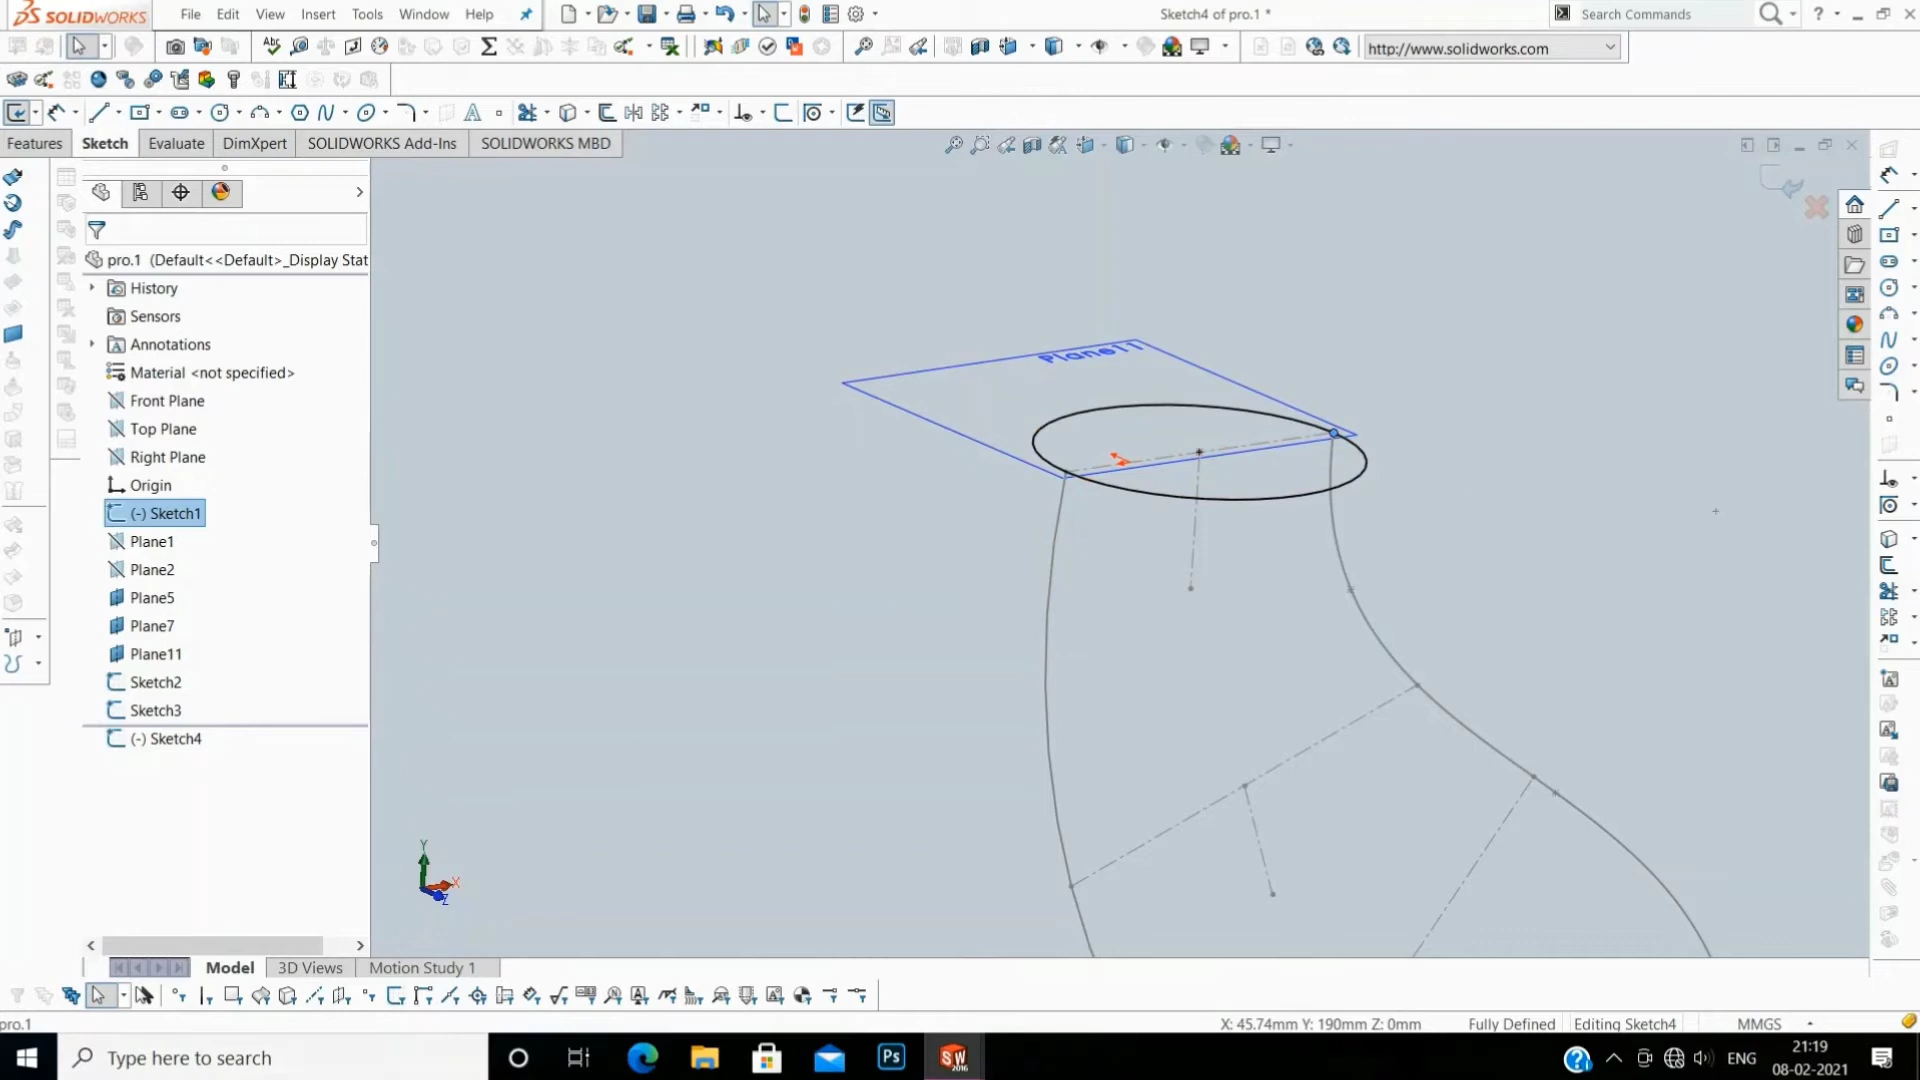 SOLIDWORKS
File
Edit
View
Insert
Tools
Window
Help
Sketch4 of pro.1 *
Search Commands
http://www.solidworks.com
Features
Sketch
Evaluate
DimXpert
SOLIDWORKS Add-Ins
SOLIDWORKS MBD
pro.1 (Default<<Default>_Display Stat
History
Sensors
Annotations
Material <not specified>
Front Plane
Top Plane
Right Plane
Origin
(-) Sketch1
Plane1
Plane2
Plane5
Plane7
Plane11
Sketch2
Sketch3
(-) Sketch4
Plane11
Y
X
Z
Model
3D Views
Motion Study 1
pro.1
X: 45.74mm Y: 190mm Z: 0mm
Fully Defined
Editing Sketch4
MMGS
Type here to search
Ps
SW
2016
ENG
21:19
08-02-2021